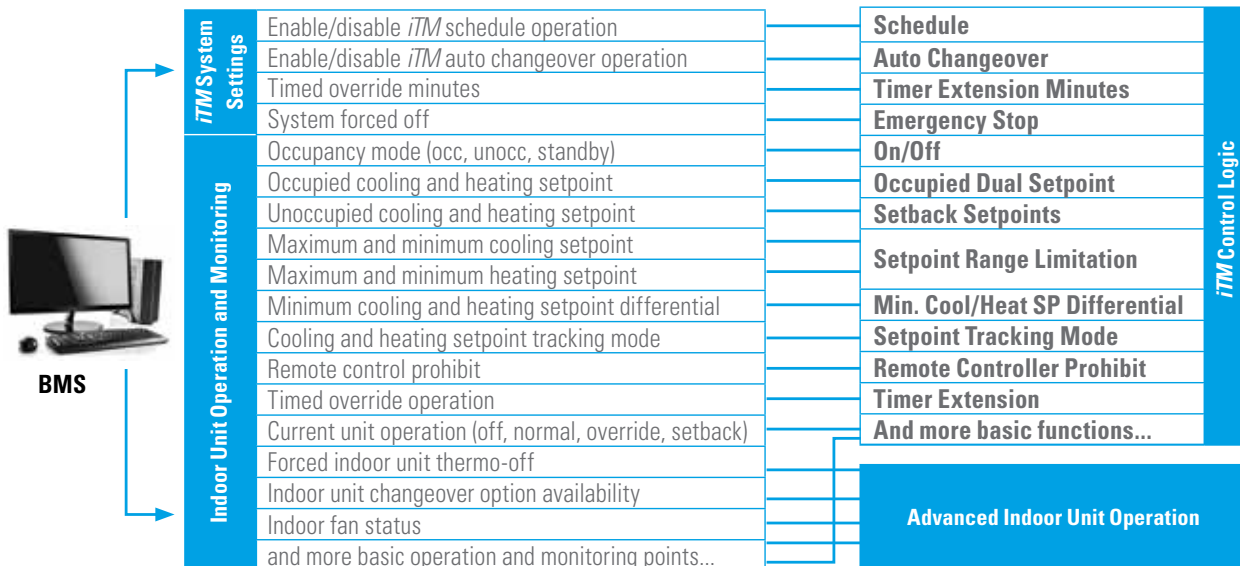 BMS
iTM System
Settings
Enable/disable iTM schedule operation
Enable/disable iTM auto changeover operation
Timed override minutes
System forced off
Indoor Unit Operation and Monitoring
Occupancy mode (occ, unocc, standby)
Occupied cooling and heating setpoint
Unoccupied cooling and heating setpoint
Maximum and minimum cooling setpoint
Maximum and minimum heating setpoint
Minimum cooling and heating setpoint differential
Cooling and heating setpoint tracking mode
Remote control prohibit
Timed override operation
Current unit operation (off, normal, override, setback)
Forced indoor unit thermo-off
Indoor unit changeover option availability
Indoor fan status
and more basic operation and monitoring points...
Schedule
Auto Changeover
Timer Extension Minutes
Emergency Stop
On/Off
Occupied Dual Setpoint
Setback Setpoints
Setpoint Range Limitation
Min. Cool/Heat SP Differential
Setpoint Tracking Mode
Remote Controller Prohibit
Timer Extension
And more basic functions...
iTM Control Logic
Advanced Indoor Unit Operation